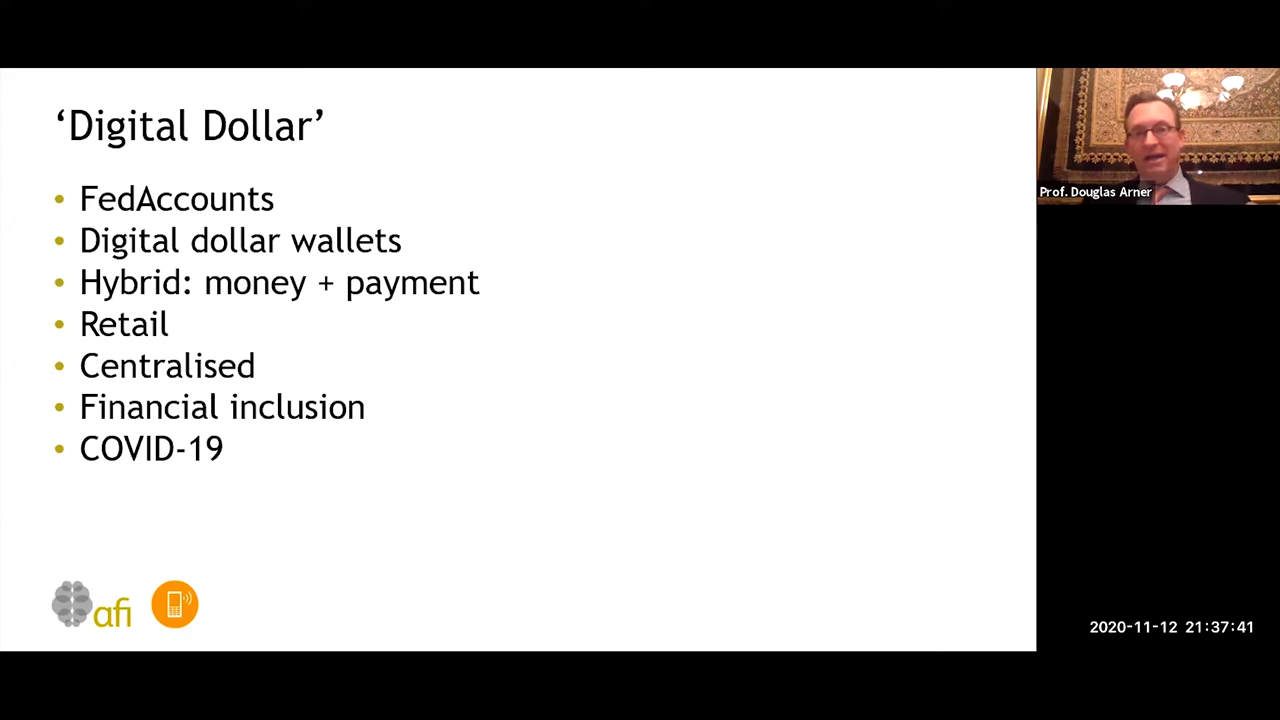 ‘Digital Dollar’
• FedAccounts
• Digital dollar wallets
• Hybrid: money + payment
• Retail
• Centralised
• Financial inclusion
• COVID-19
afi
Prof. Douglas Arner
2020-11-12 21:37:41